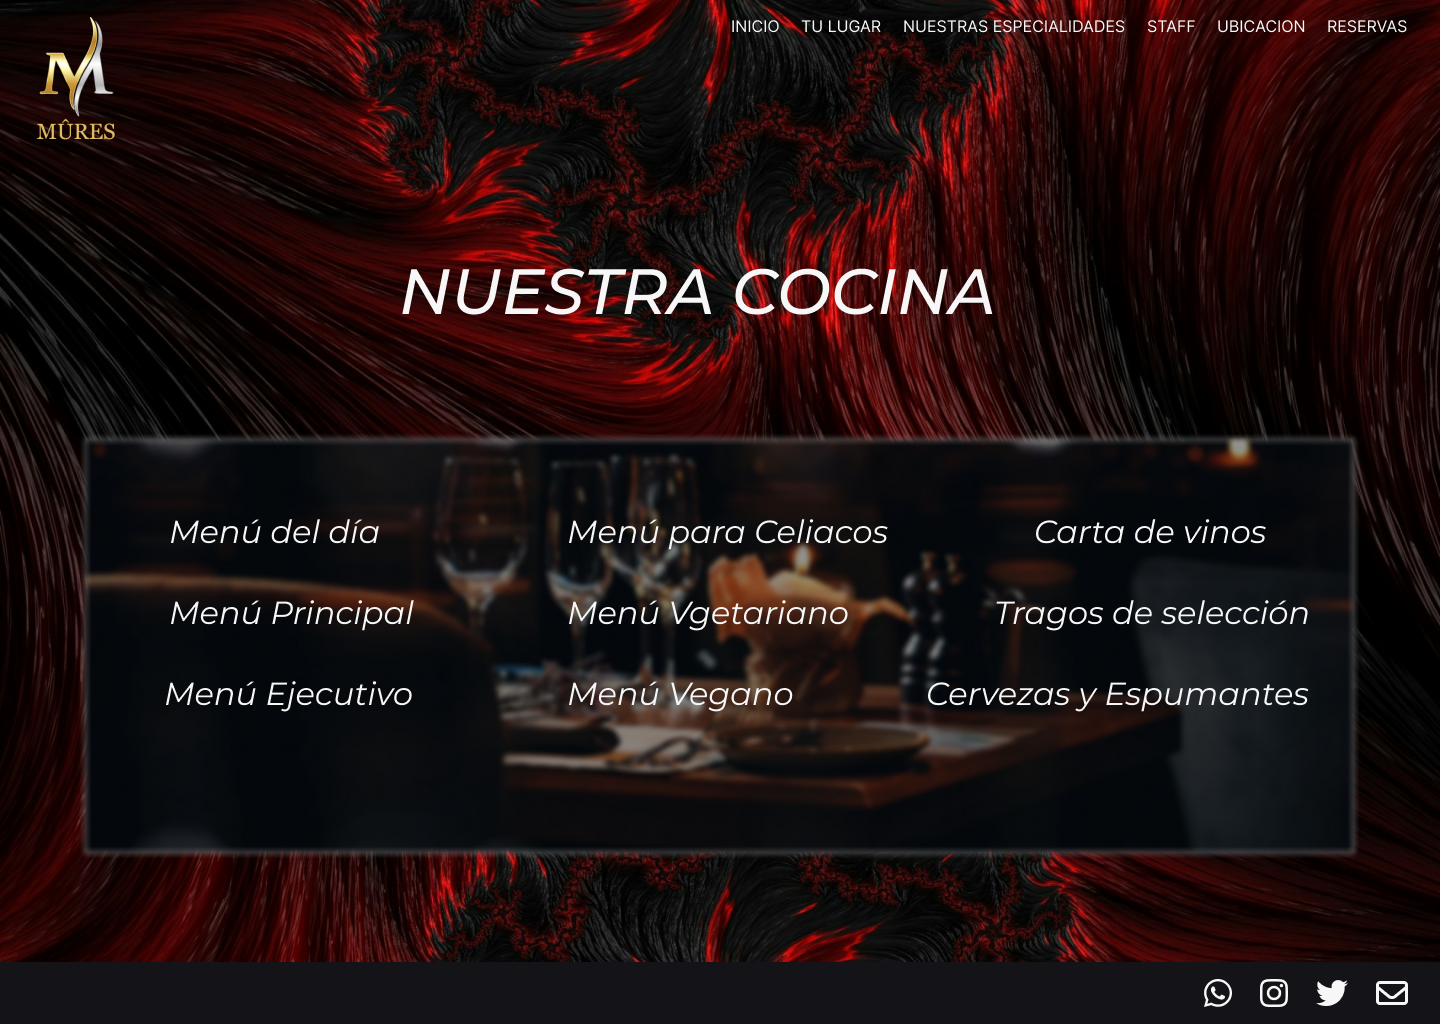 INICIO TU LUGAR NUESTRAS ESPECIALIDADES STAFF UBICACION RESERVAS
M
MÛRES
NUESTRA COCINA
Menú del día
Menú Principal
Menú Ejecutivo
Menú para Celiacos
Menú Vgetariano
Menú Vegano
Carta de vinos
Tragos de selección
Cervezas y Espumantes